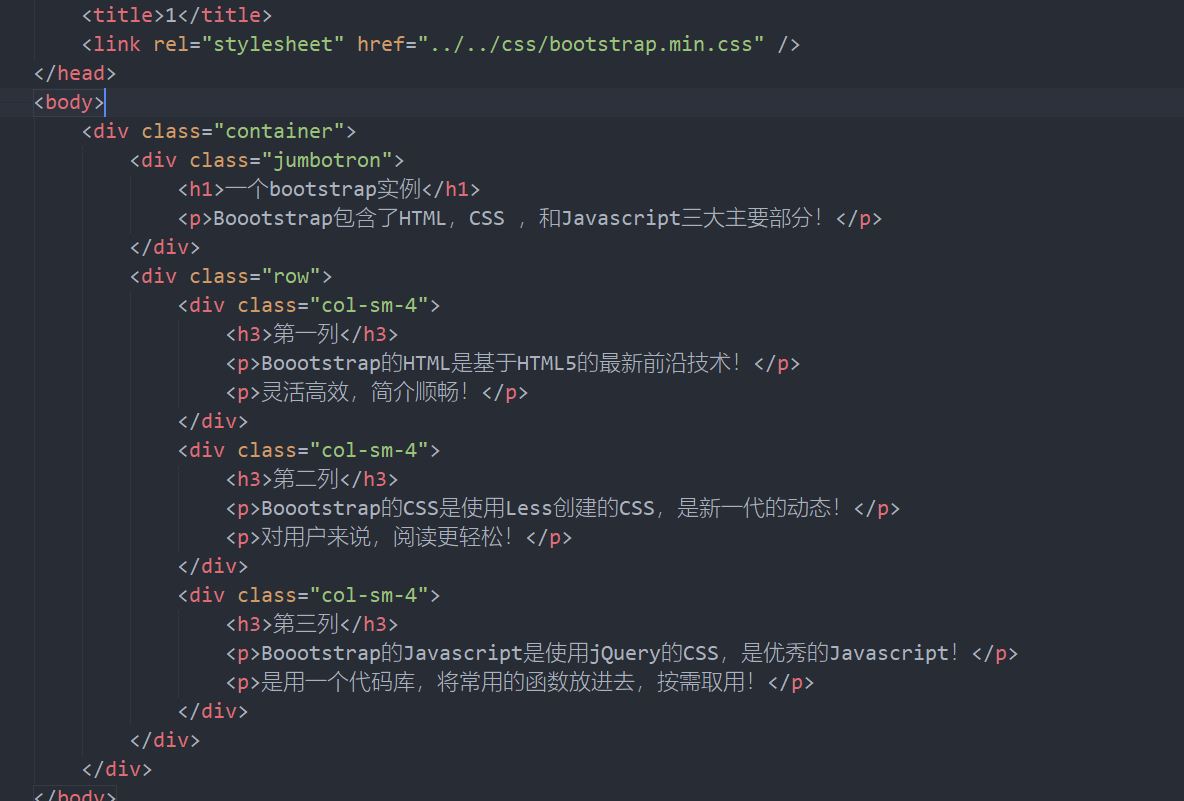 <title>1</title>
<link rel="stylesheet" href="../../css/bootstrap.min.css" />
</head>
<body>
<div class="container">
<div class="jumbotron">
<h1>一个bootstrap实例</h1>
<p>Boootstrap包含了HTML，CSS ，和Javascript三大主要部分！</p>
</div>
<div class="row">
<div class="col-sm-4">
<h3>第一列</h3>
<p>Boootstrap的HTML是基于HTML5的最新前沿技术！</p>
<p>灵活高效，简介顺畅！</p>
</div>
<div class="col-sm-4">
<h3>第二列</h3>
<p>Boootstrap的CSS是使用Less创建的CSS，是新一代的动态！</p>
<p>对用户来说，阅读更轻松！</p>
</div>
<div class="col-sm-4">
<h3>第三列</h3>
<p>Boootstrap的Javascript是使用jQuery的CSS，是优秀的Javascript！</p>
<p>是用一个代码库，将常用的函数放进去，按需取用！</p>
</div>
</div>
</div>
</body>